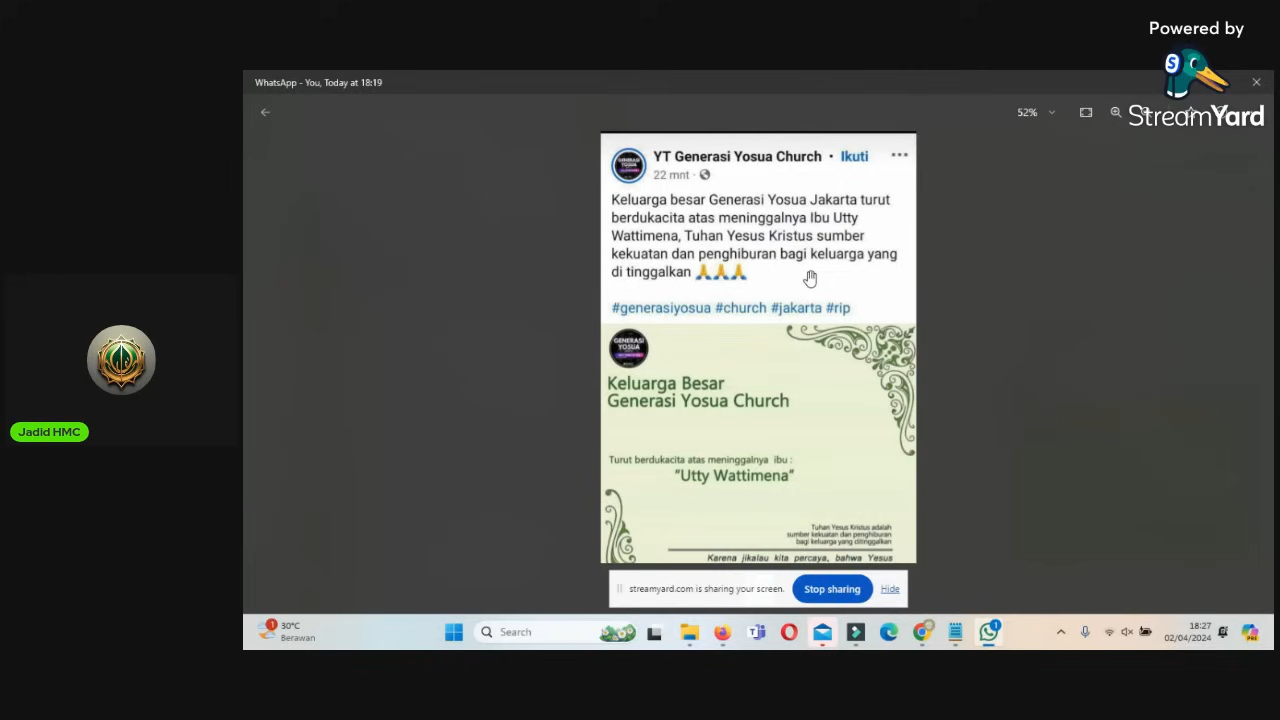 Powered by
StreamYard
WhatsApp - You, Today at 18:19
52%
YT Generasi Yosua Church · Ikuti
22 mnt ·
Keluarga besar Generasi Yosua Jakarta turut
berdukacita atas meninggalnya Ibu Utty
Wattimena, Tuhan Yesus Kristus sumber
kekuatan dan penghiburan bagi keluarga yang
di tinggalkan 🙏🙏🙏
#generasiyosua #church #jakarta #rip
GENERASI
YOSUA
Keluarga Besar
Generasi Yosua Church
Turut berdukacita atas meninggalnya ibu :
"Utty Wattimena"
Tuhan Yesus Kristus adalah
sumber kekuatan dan penghiburan
bagi keluarga yang ditinggalkan
Karena jikalau kita percaya, bahwa Yesus
Jadid HMC
streamyard.com is sharing your screen.
Stop sharing
Hide
1
30°C
Berawan
Search
1
18:27
02/04/2024